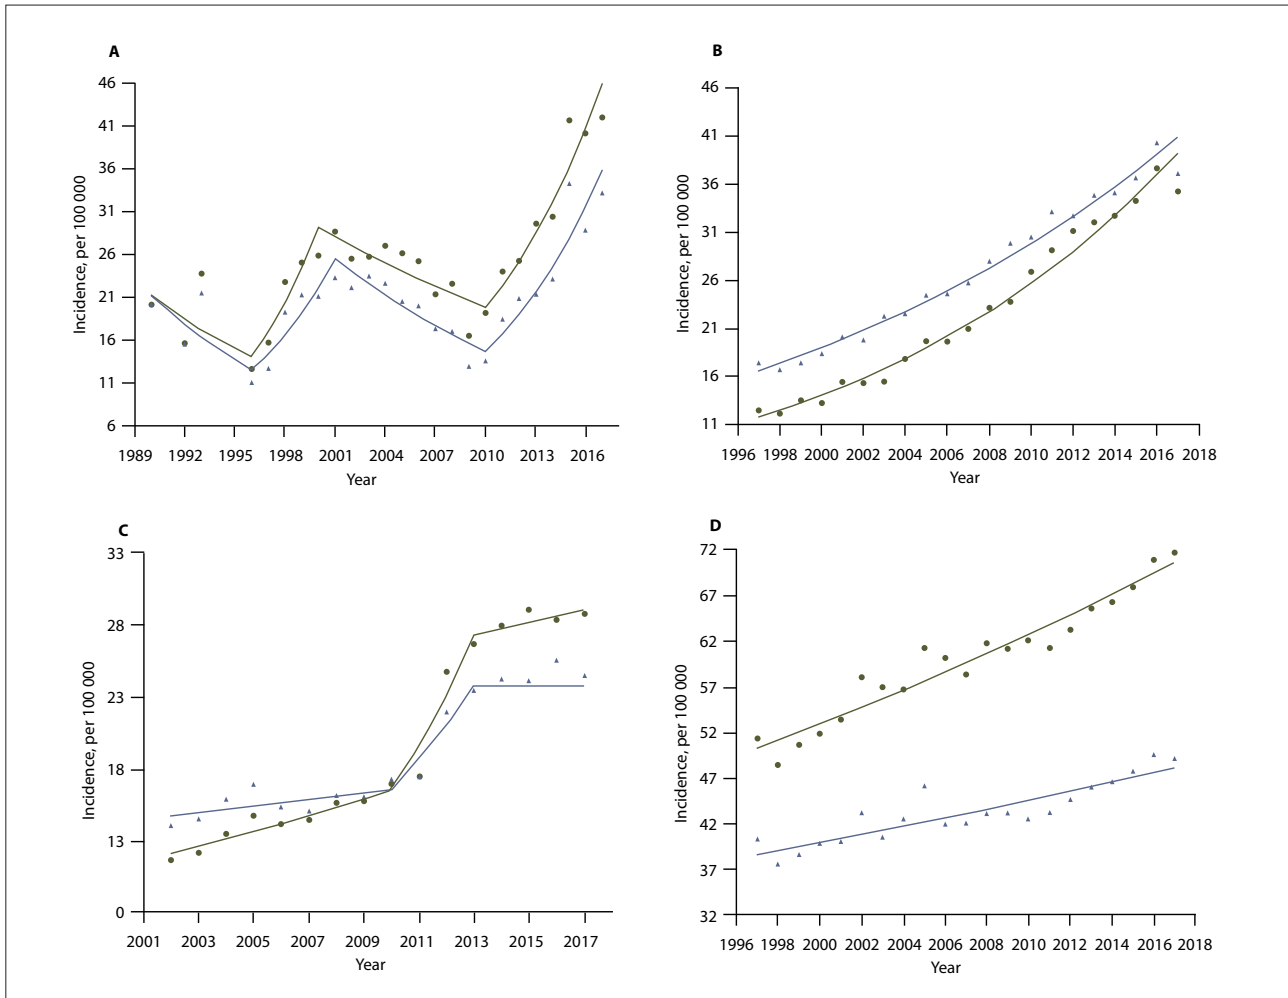 A
46
41
36
31
26
21
16
11
6
Incidence, per 100 000
1989 1992 1995 1998 2001 2004 2007 2010 2013 2016
Year
B
46
41
36
31
26
21
16
11
Incidence, per 100 000
1996 1998 2000 2002 2004 2006 2008 2010 2012 2014 2016 2018
Year
C
33
28
23
18
13
0
Incidence, per 100 000
2001 2003 2005 2007 2009 2011 2013 2015 2017
Year
D
72
67
62
57
52
47
42
37
32
Incidence, per 100 000
1996 1998 2000 2002 2004 2006 2008 2010 2012 2014 2016 2018
Year